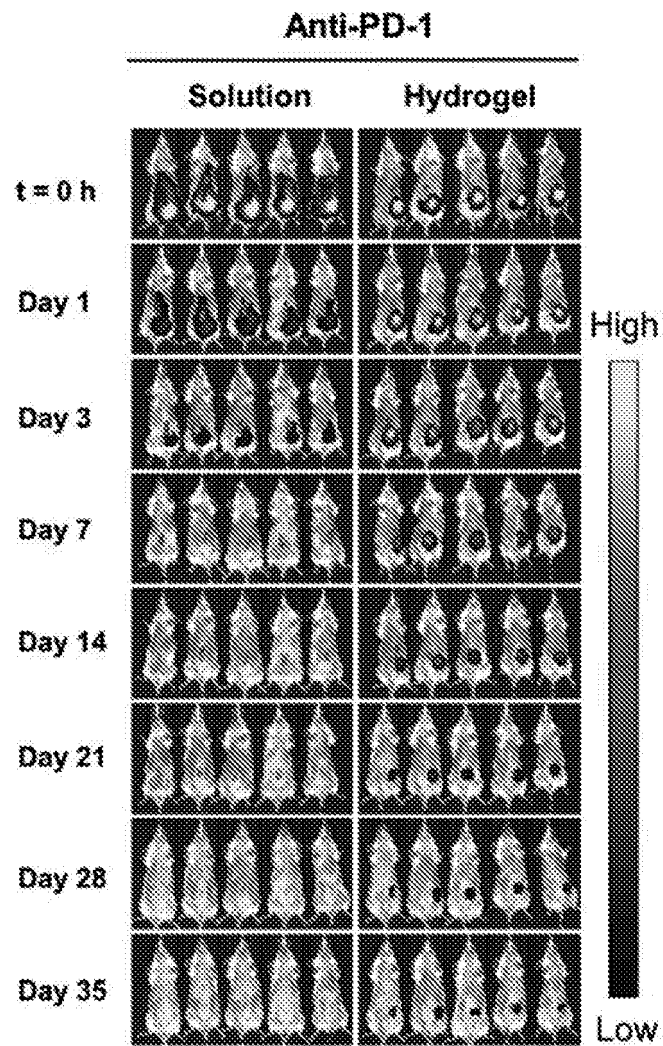 Anti-PD-1
Solution Hydrogel
t = 0 h
Day 1
High
Day 3
Day 7
Day 14
Day 21
Day 28
Day 35
Low